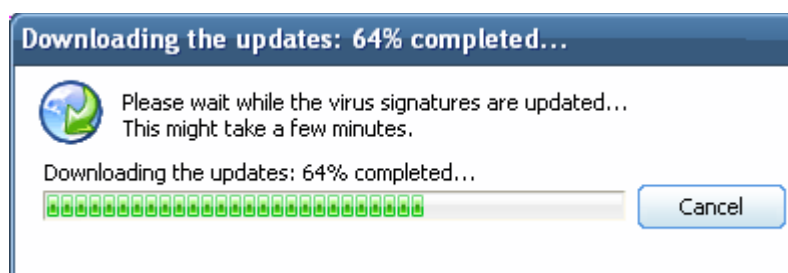 Downloading the updates: 64% completed...
Please wait while the virus signatures are updated...
This might take a few minutes.
Downloading the updates: 64% completed...
Cancel